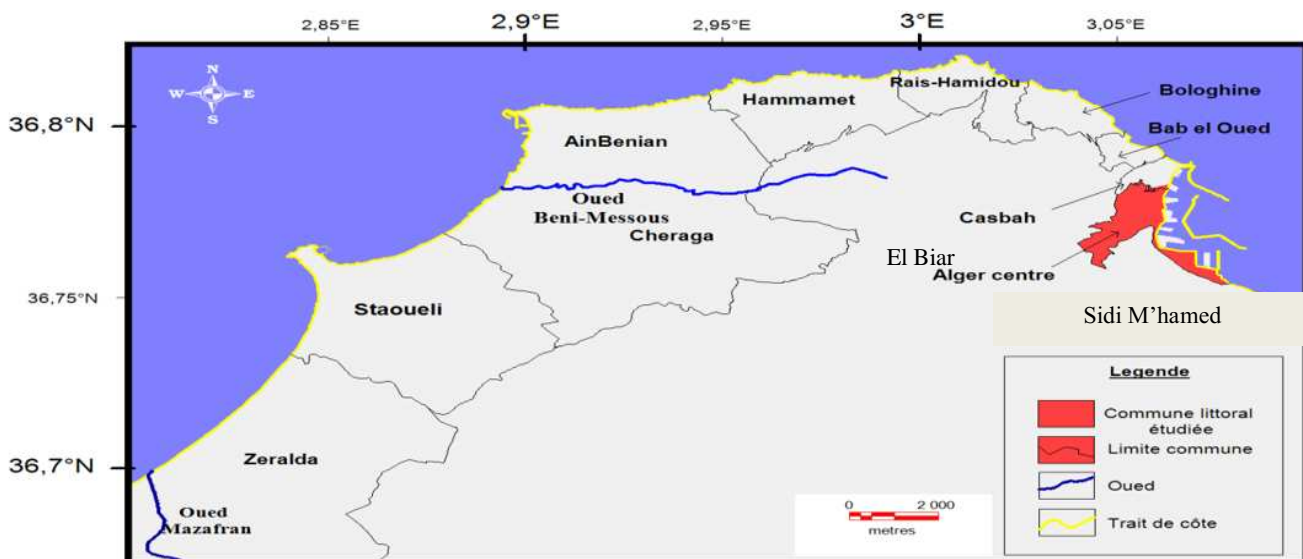 2,85°E
2,9°E
2,95°E
3°E
3,05°E
N
W E
S
36,8°N
36,75°N
36,7°N
Rais-Hamidou
Hammamet
Bologhine
Bab el Oued
AinBenian
Oued
Beni-Messous
Cheraga
Casbah
El Biar
Alger centre
Staoueli
Sidi M’hamed
Zeralda
Oued
Mazafran
0 2 000
metres
Legende
Commune littoral
étudiée
Limite commune
Oued
Trait de côte